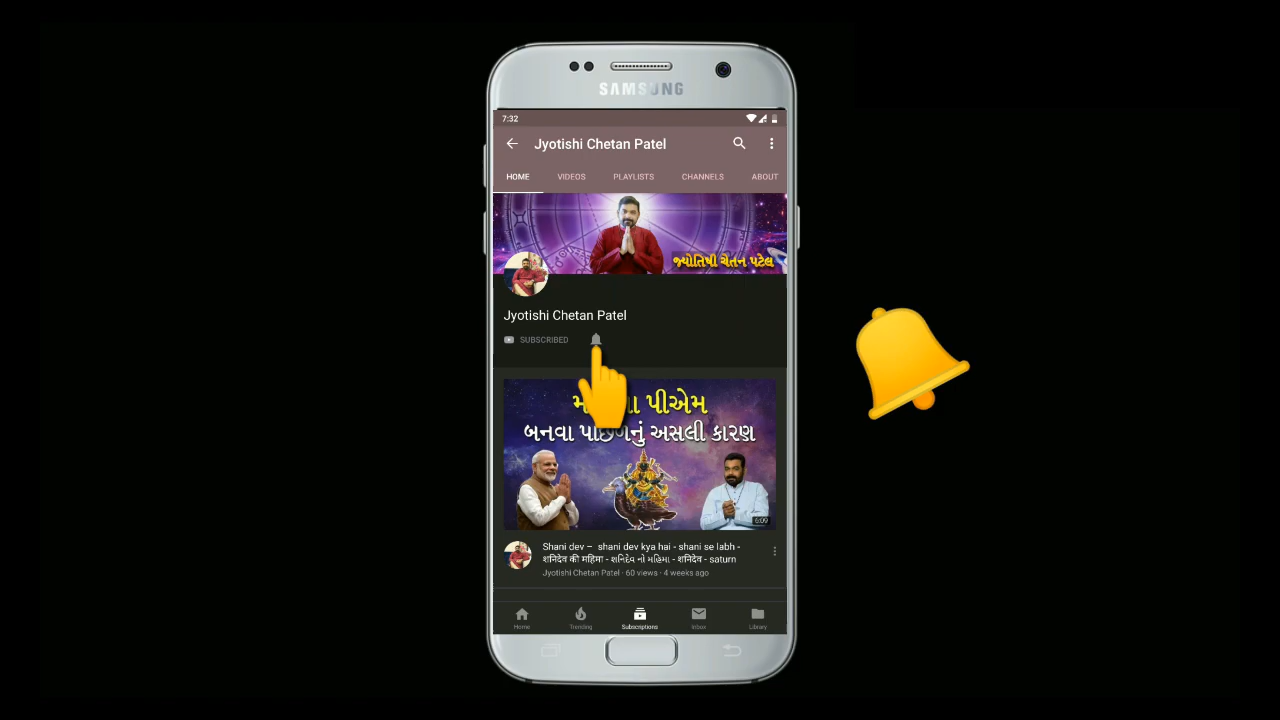 SAMSUNG
7:32
Jyotishi Chetan Patel
HOME VIDEOS PLAYLISTS CHANNELS ABOUT
જ્યોતિષી ચેતન પટેલ
Jyotishi Chetan Patel
SUBSCRIBED
પીએમ
બનવા પાછળનું અસલી કારણ
6:09
Shani dev – shani dev kya hai - shani se labh -
शनिदेव की महिमा - શનિદેવ નો મહિમા - शनिदेव - saturn
Jyotishi Chetan Patel · 60 views · 4 weeks ago
Home Trending Subscriptions Inbox Library